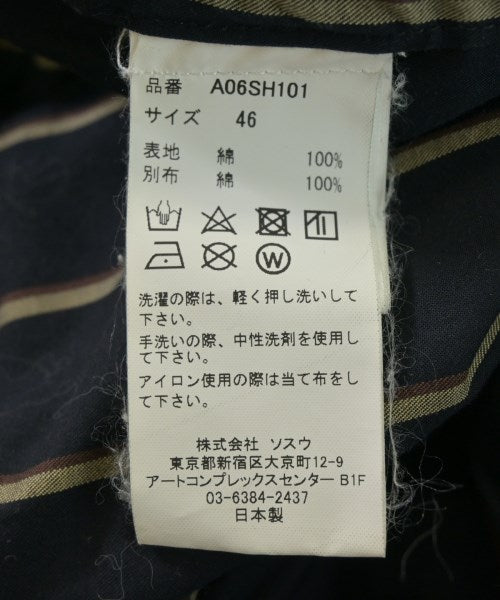 品番 A06SH101
サイズ 46
表地 綿 100%
別布 綿 100%
W
洗濯の際は、軽く押し洗いして
下さい。
手洗いの際、中性洗剤を使用し
て下さい。
アイロン使用の際は当て布をし
て下さい。
株式会社 ソスウ
東京都新宿区大京町12-9
アートコンプレックスセンター B1F
03-6384-2437
日本製